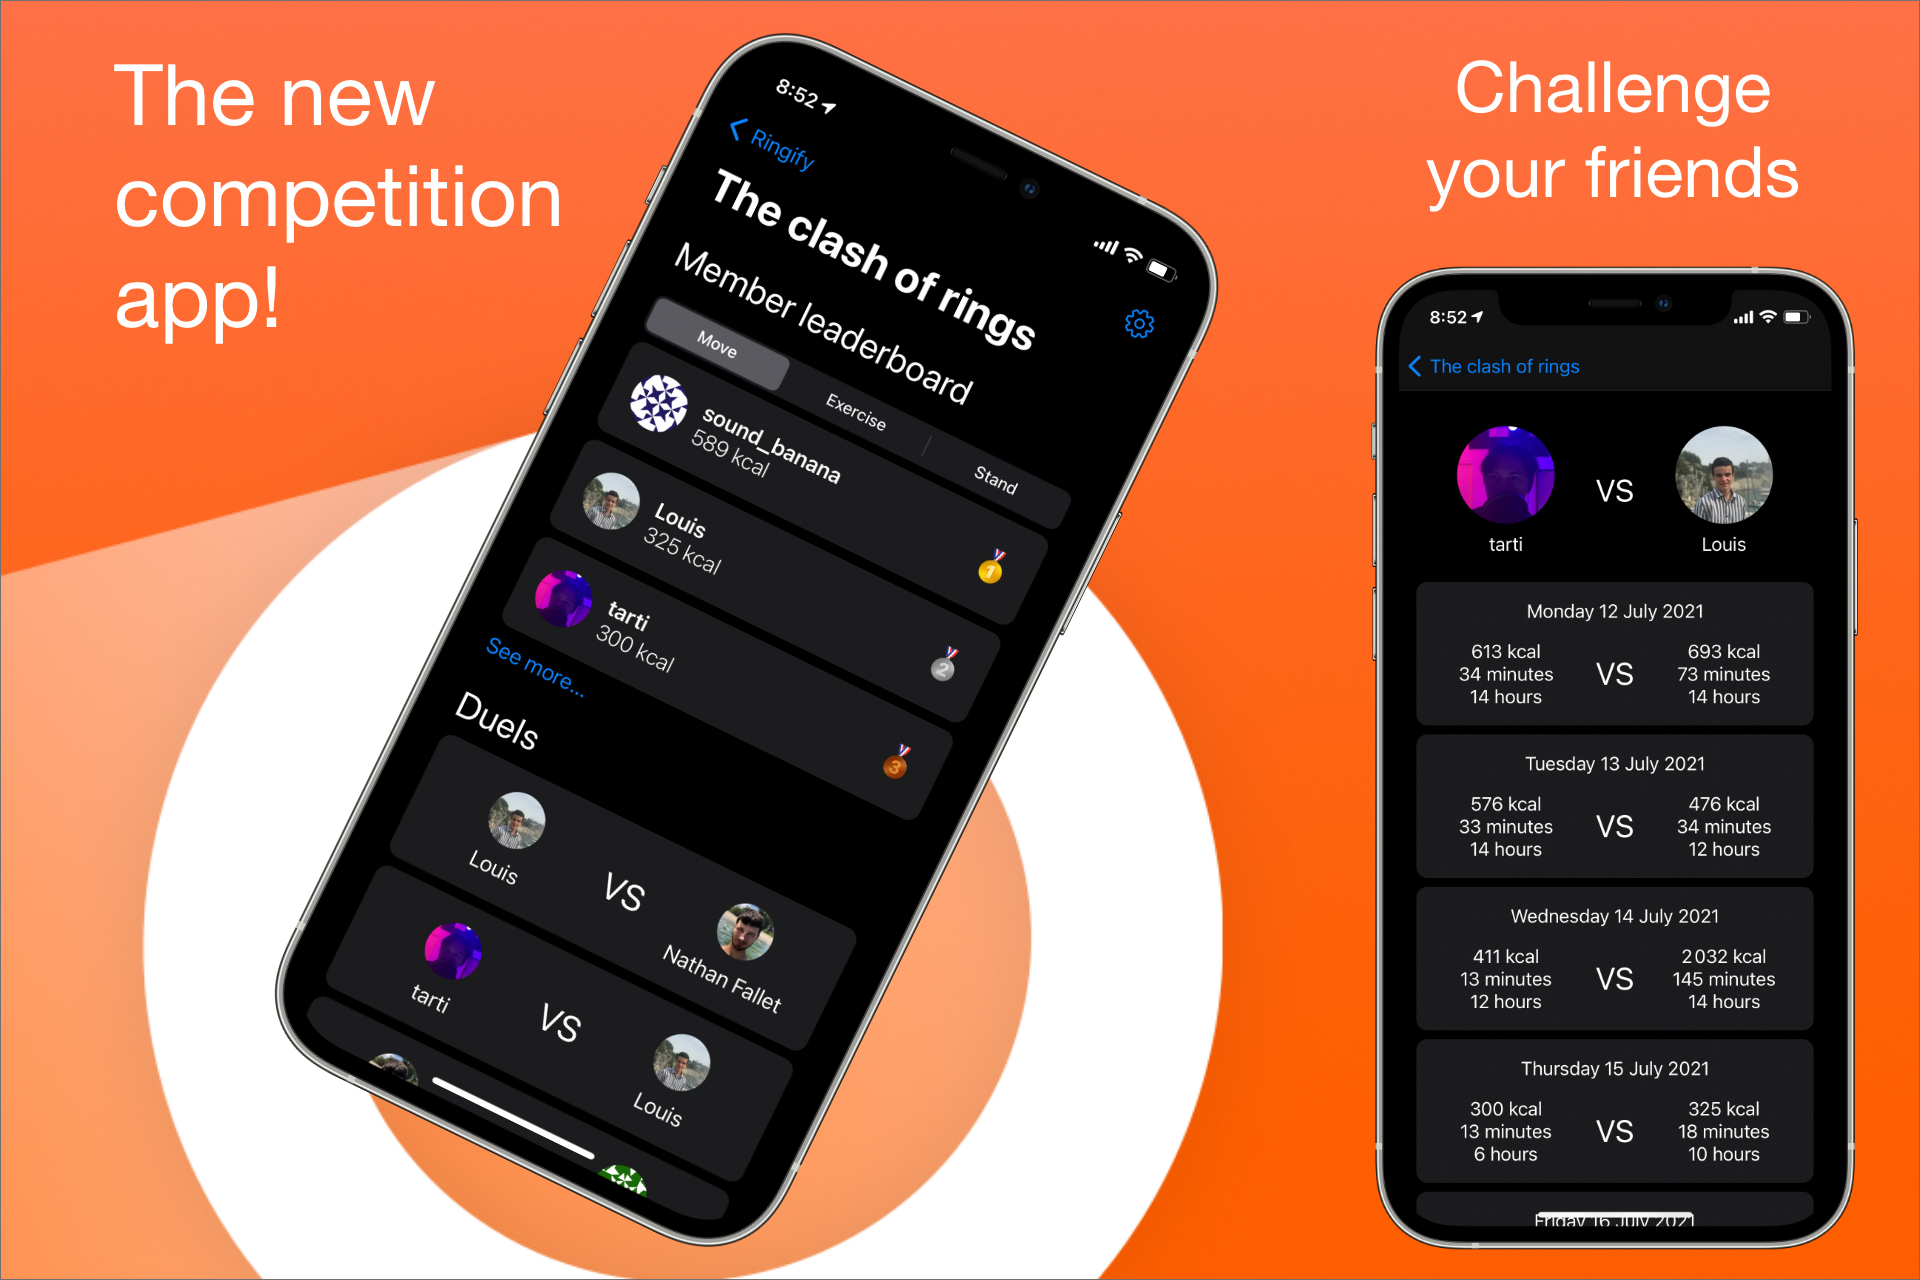 The new
competition
app!
8:52
Ringify
The clash of rings
Member leaderboard
Move
Exercise
Stand
sound_banana
589 kcal
1
Louis
325 kcal
2
tarti
300 kcal
3
See more...
Duels
Louis
VS
Nathan Fallet
tarti
VS
Louis
Challenge
your friends
8:52
The clash of rings
VS
tarti
Louis
Monday 12 July 2021
613 kcal
34 minutes
14 hours
VS
693 kcal
73 minutes
14 hours
Tuesday 13 July 2021
576 kcal
33 minutes
14 hours
VS
476 kcal
34 minutes
12 hours
Wednesday 14 July 2021
411 kcal
13 minutes
12 hours
VS
2 032 kcal
145 minutes
14 hours
Thursday 15 July 2021
300 kcal
13 minutes
6 hours
VS
325 kcal
18 minutes
10 hours
Friday 16 July 2021